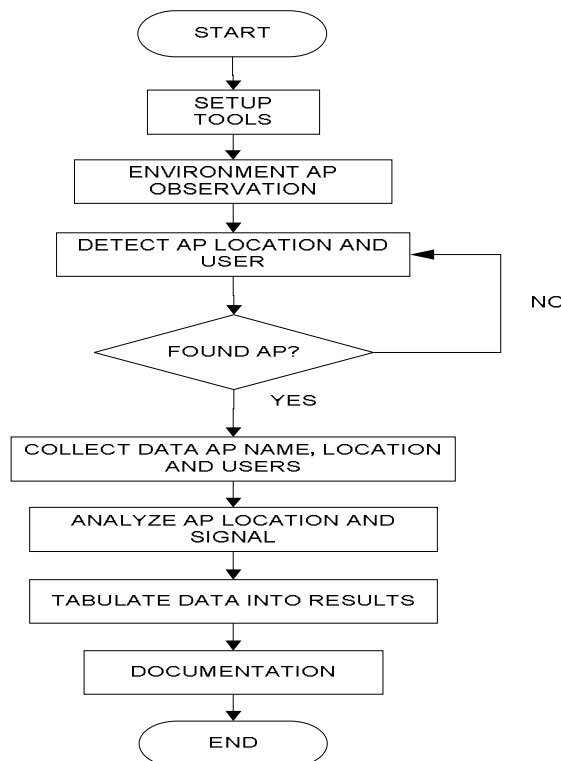 START
SETUP
TOOLS
ENVIRONMENT AP
OBSERVATION
DETECT AP LOCATION AND
USER
NO
FOUND AP?
YES
COLLECT DATA AP NAME, LOCATION
AND USERS
ANALYZE AP LOCATION AND
SIGNAL
TABULATE DATA INTO RESULTS
DOCUMENTATION
END